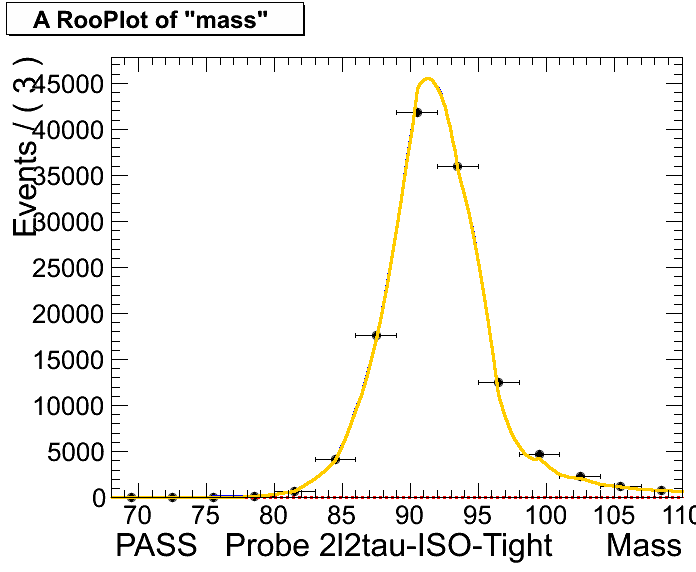 A RooPlot of "mass"
Events / ( 3 )
45000
40000
35000
30000
25000
20000
15000
10000
5000
0
70 75 80 85 90 95 100 105 110
PASS Probe 2l2tau-ISO-Tight Mass